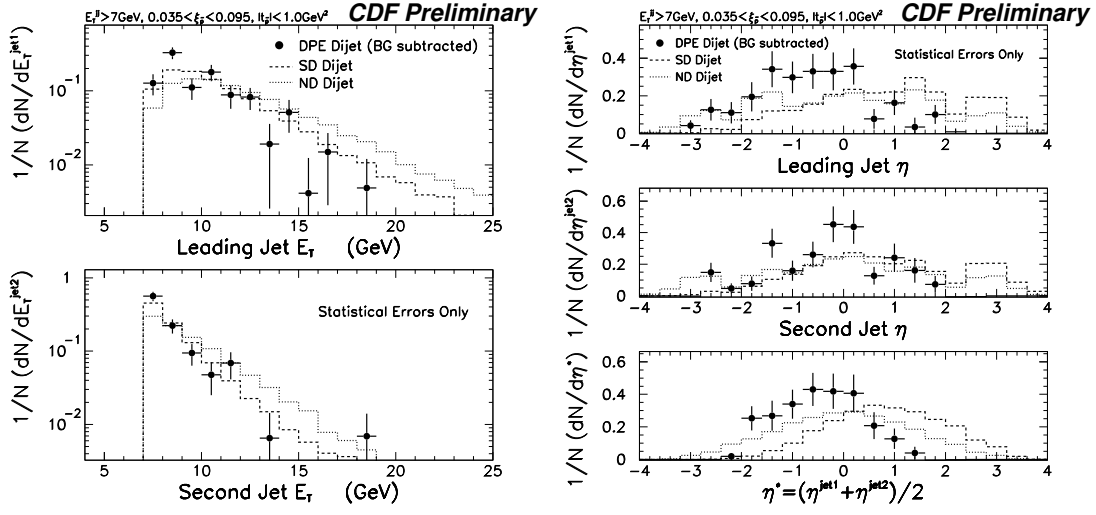 E_T^jj>7GeV, 0.035<ξ_p̄<0.095, |t_p̄|<1.0GeV² CDF Preliminary
1/N (dN/dE_T^jet1)
DPE Dijet (BG subtracted)
SD Dijet
ND Dijet
10⁻¹
10⁻²
5 10 15 20 25
Leading Jet E_T (GeV)
1/N (dN/dE_T^jet2)
Statistical Errors Only
1
10⁻¹
10⁻²
5 10 15 20 25
Second Jet E_T (GeV)
E_T^jj>7GeV, 0.035<ξ_p̄<0.095, |t_p̄|<1.0GeV² CDF Preliminary
1/N (dN/dη^jet1)
DPE Dijet (BG subtracted)
SD Dijet
ND Dijet
Statistical Errors Only
0.4
0.2
0
-4 -3 -2 -1 0 1 2 3 4
Leading Jet η
1/N (dN/dη^jet2)
0.6
0.4
0.2
0
-4 -3 -2 -1 0 1 2 3 4
Second Jet η
1/N (dN/dη*)
0.6
0.4
0.2
0
-4 -3 -2 -1 0 1 2 3 4
η*=(η^jet1+η^jet2)/2